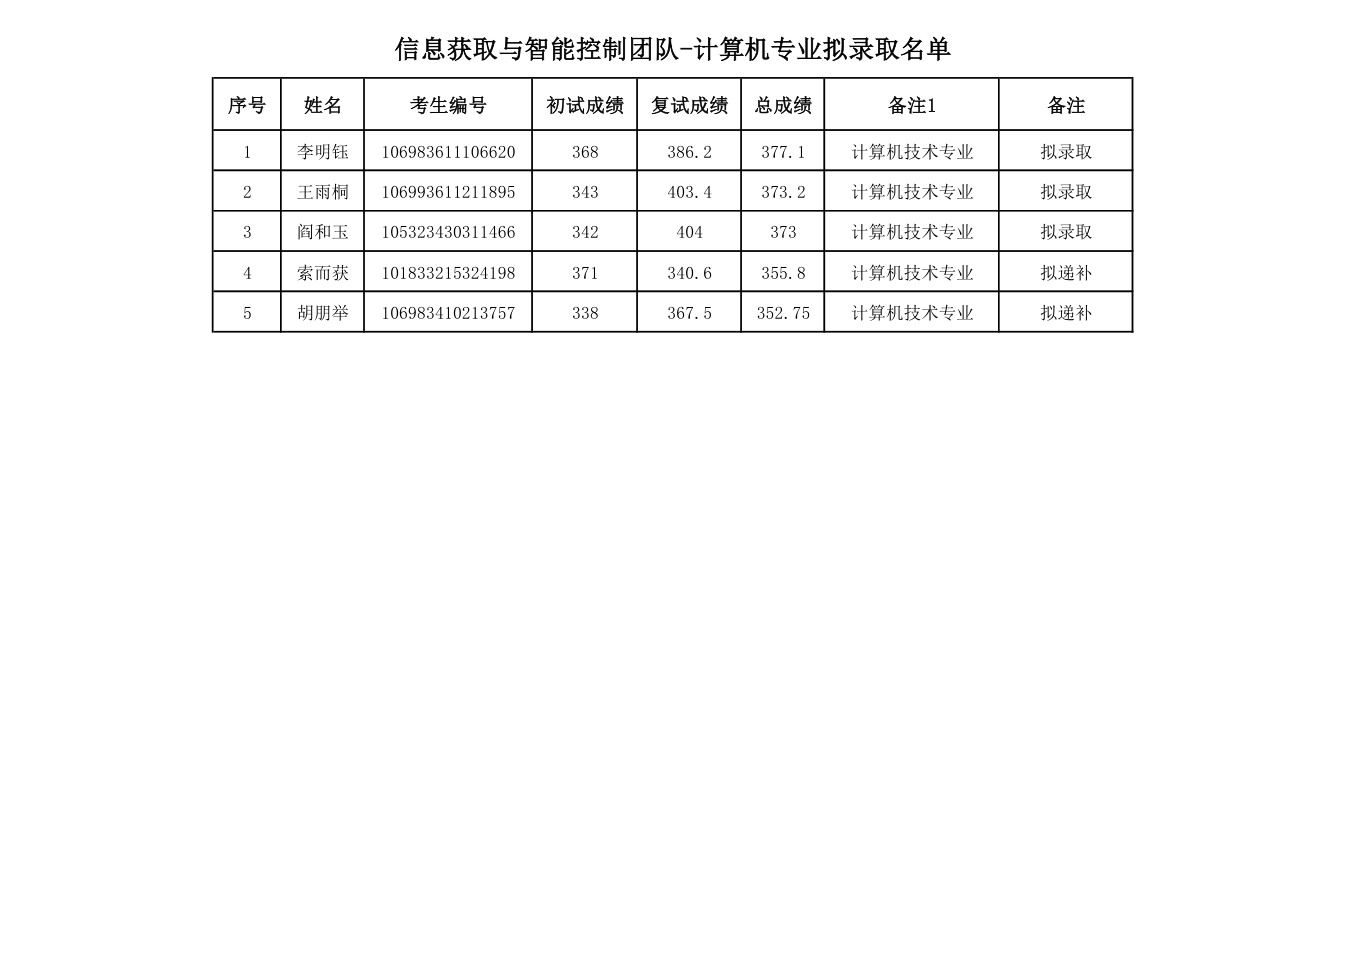 信息获取与智能控制团队-计算机专业拟录取名单
序号 姓名 考生编号 初试成绩 复试成绩 总成绩 备注1 备注
1 李明钰 106983611106620 368 386.2 377.1 计算机技术专业 拟录取
2 王雨桐 106993611211895 343 403.4 373.2 计算机技术专业 拟录取
3 阎和玉 105323430311466 342 404 373 计算机技术专业 拟录取
4 索而获 101833215324198 371 340.6 355.8 计算机技术专业 拟递补
5 胡朋举 106983410213757 338 367.5 352.75 计算机技术专业 拟递补